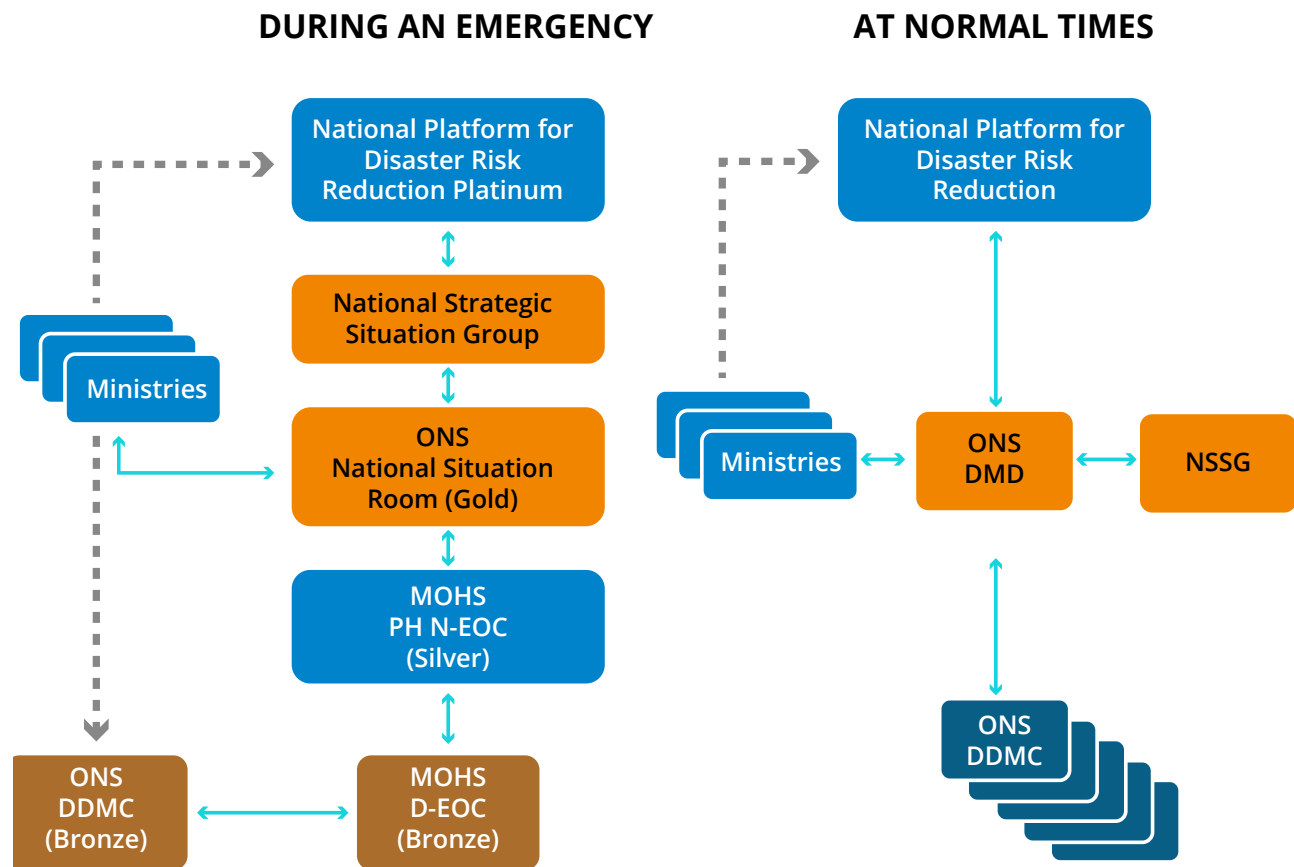 DURING AN EMERGENCY
National Platform for
Disaster Risk
Reduction Platinum
National Strategic
Situation Group
Ministries
ONS
National Situation
Room (Gold)
MOHS
PH N-EOC
(Silver)
ONS
DDMC
(Bronze)
MOHS
D-EOC
(Bronze)
AT NORMAL TIMES
National Platform for
Disaster Risk
Reduction
Ministries
ONS
DMD
NSSG
ONS
DDMC